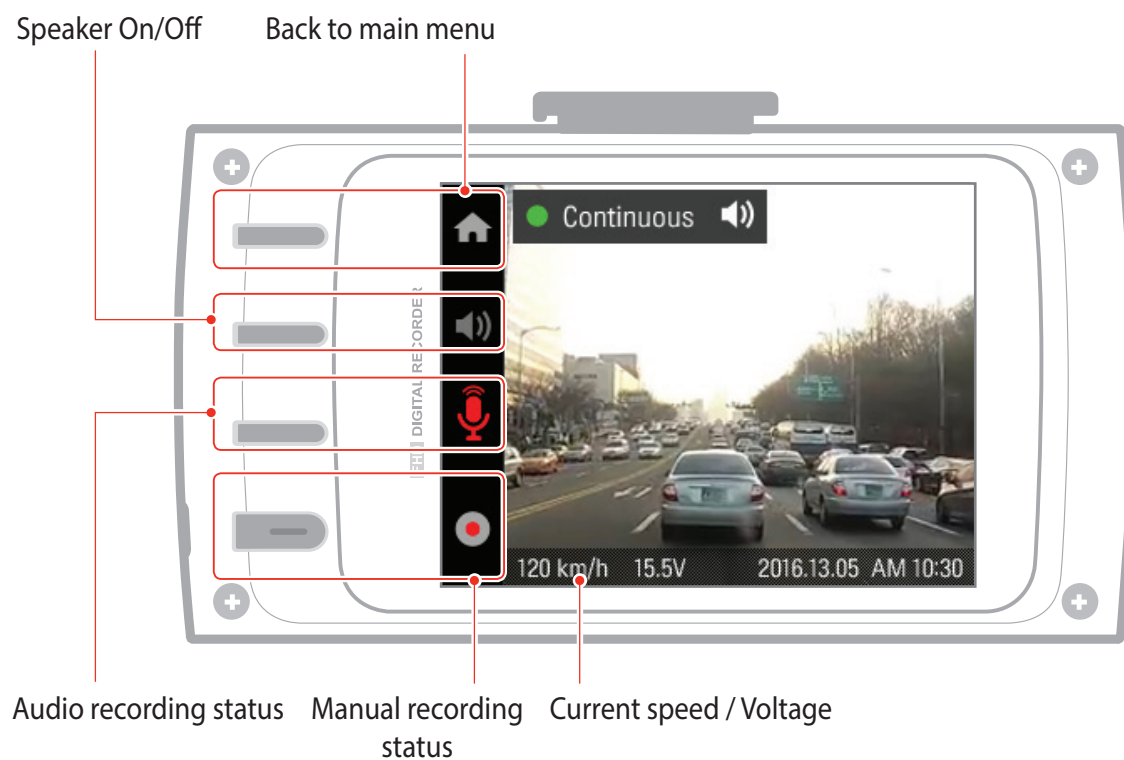 Speaker On/Off
Back to main menu
Continuous
DIGITAL RECORDER
120 km/h 15.5V 2016.13.05 AM 10:30
Audio recording status
Manual recording
status
Current speed / Voltage